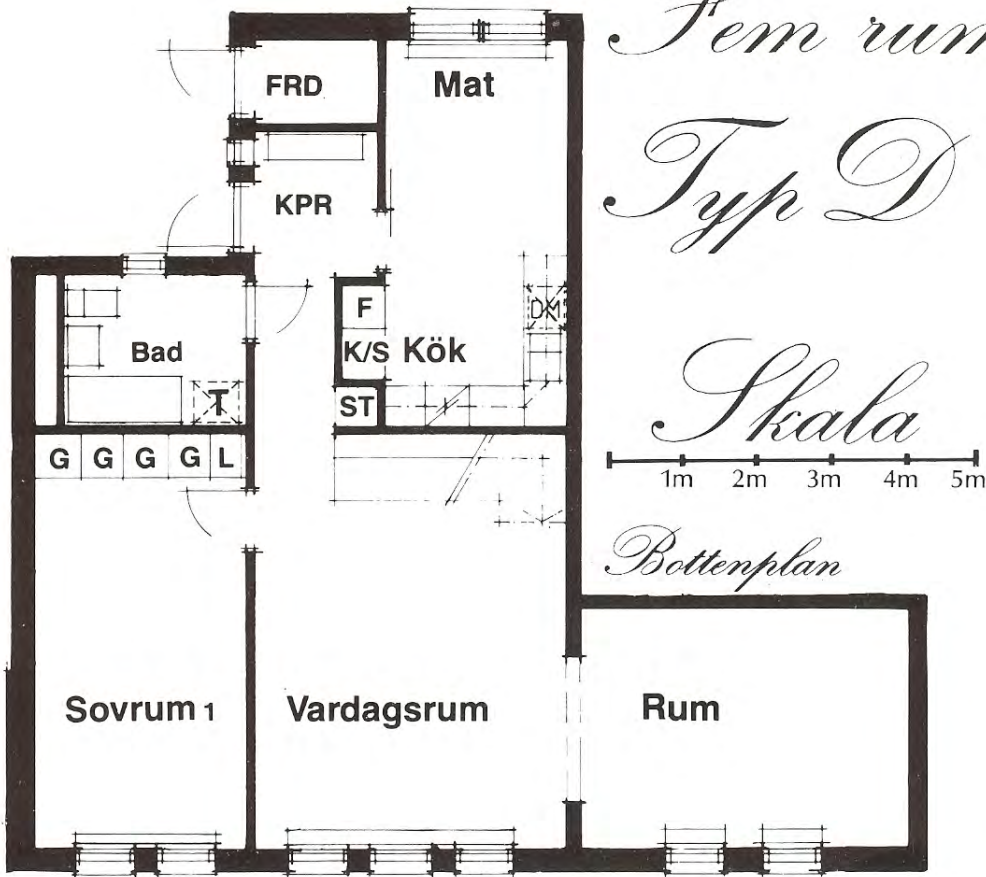 Fem rum
FRD
Mat
Typ D
KPR
F
DM
Bad
K/S Kök
T
ST
Skala
G G G G L
1m 2m 3m 4m 5m
Bottenplan
Sovrum 1
Vardagsrum
Rum